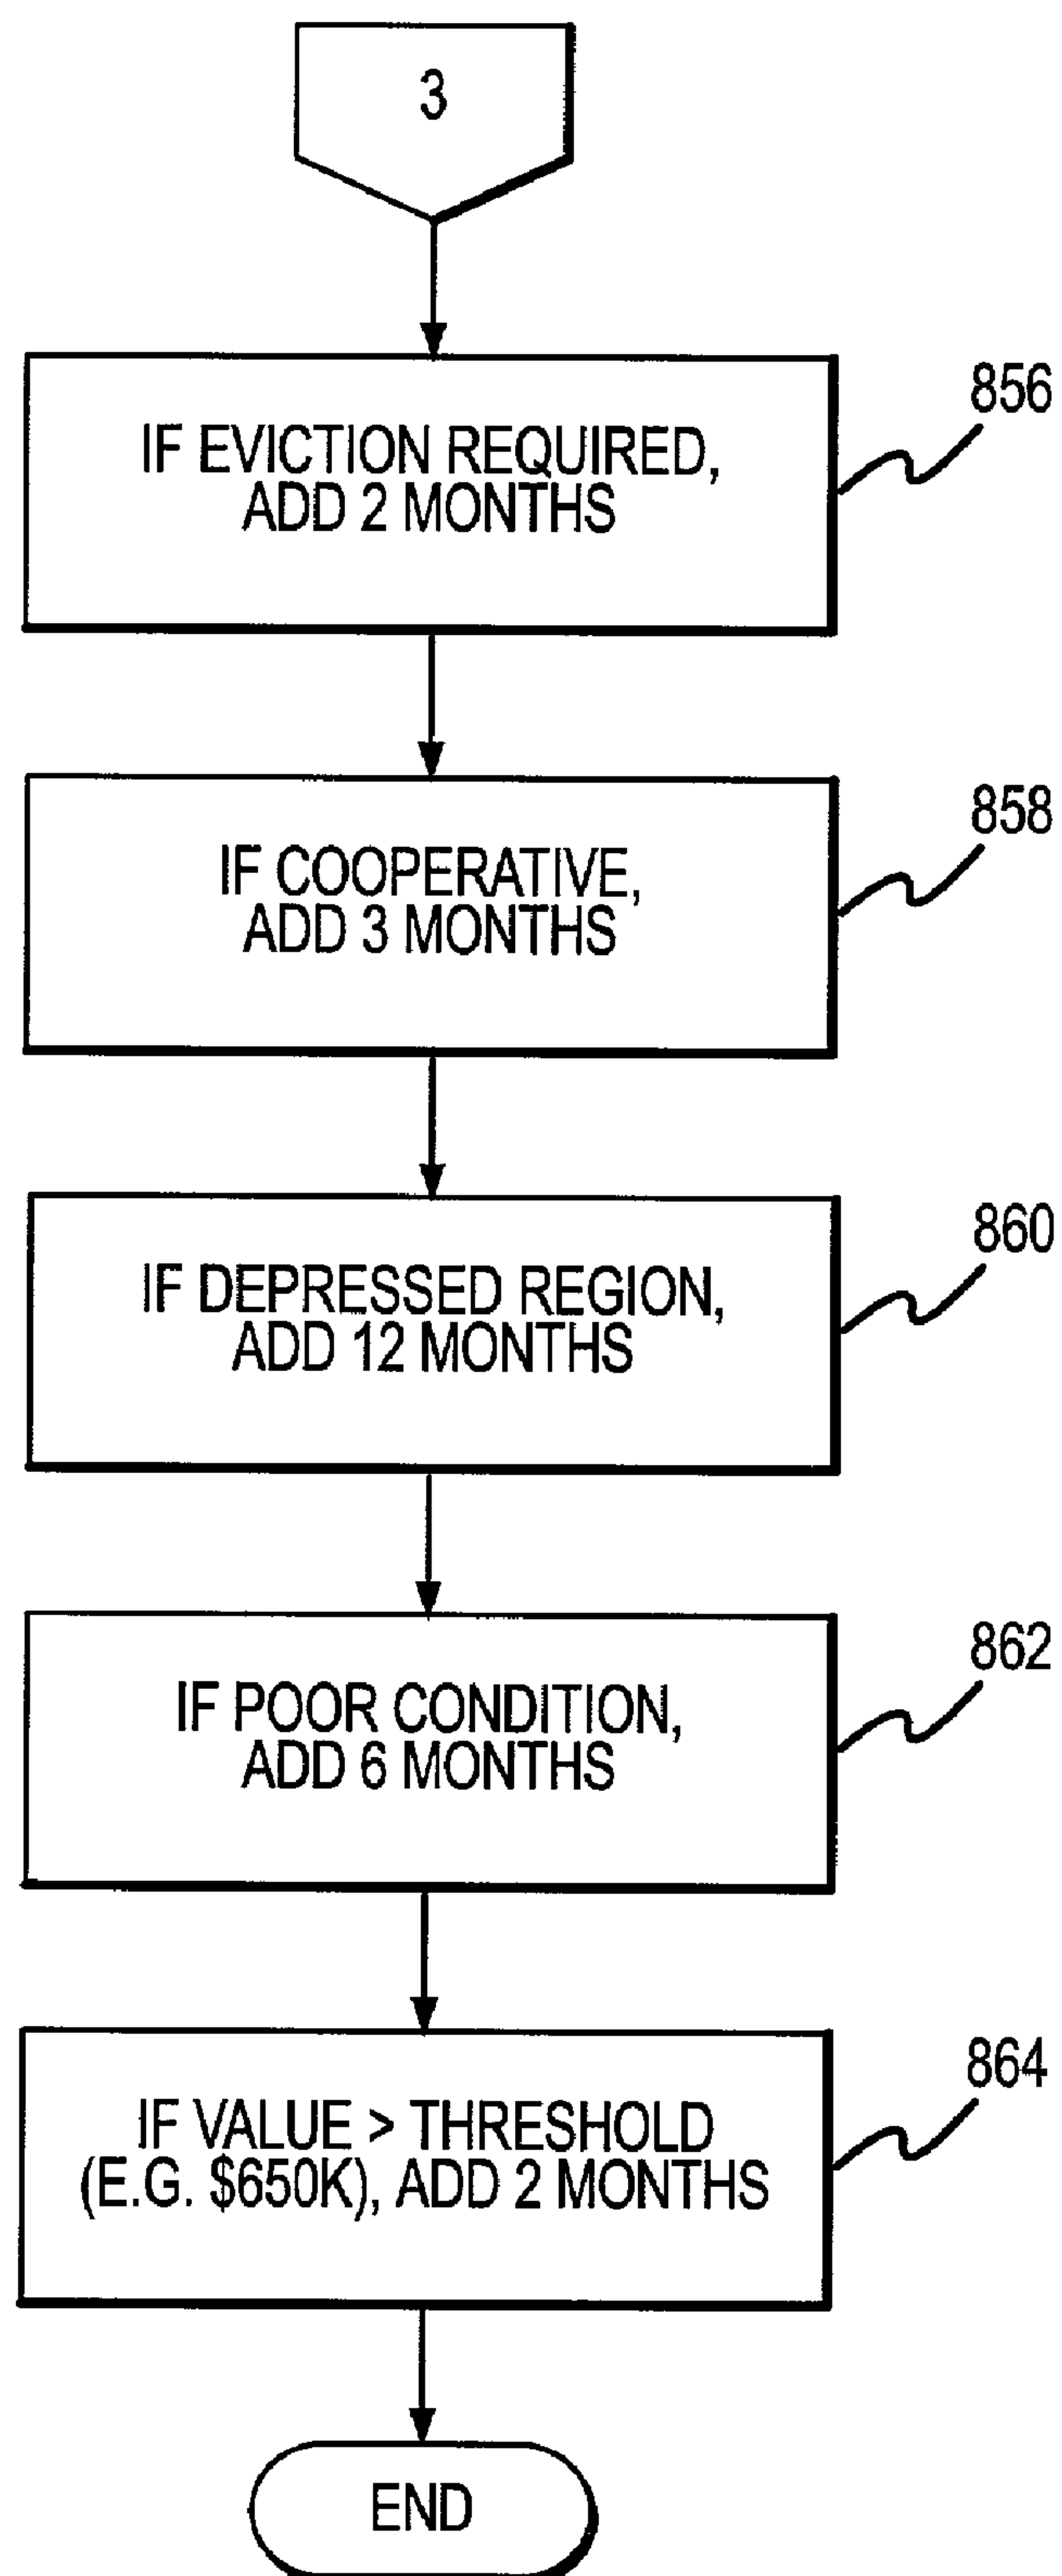 3
IF EVICTION REQUIRED,
ADD 2 MONTHS
856
IF COOPERATIVE,
ADD 3 MONTHS
858
IF DEPRESSED REGION,
ADD 12 MONTHS
860
IF POOR CONDITION,
ADD 6 MONTHS
862
IF VALUE > THRESHOLD
(E.G. $650K), ADD 2 MONTHS
864
END